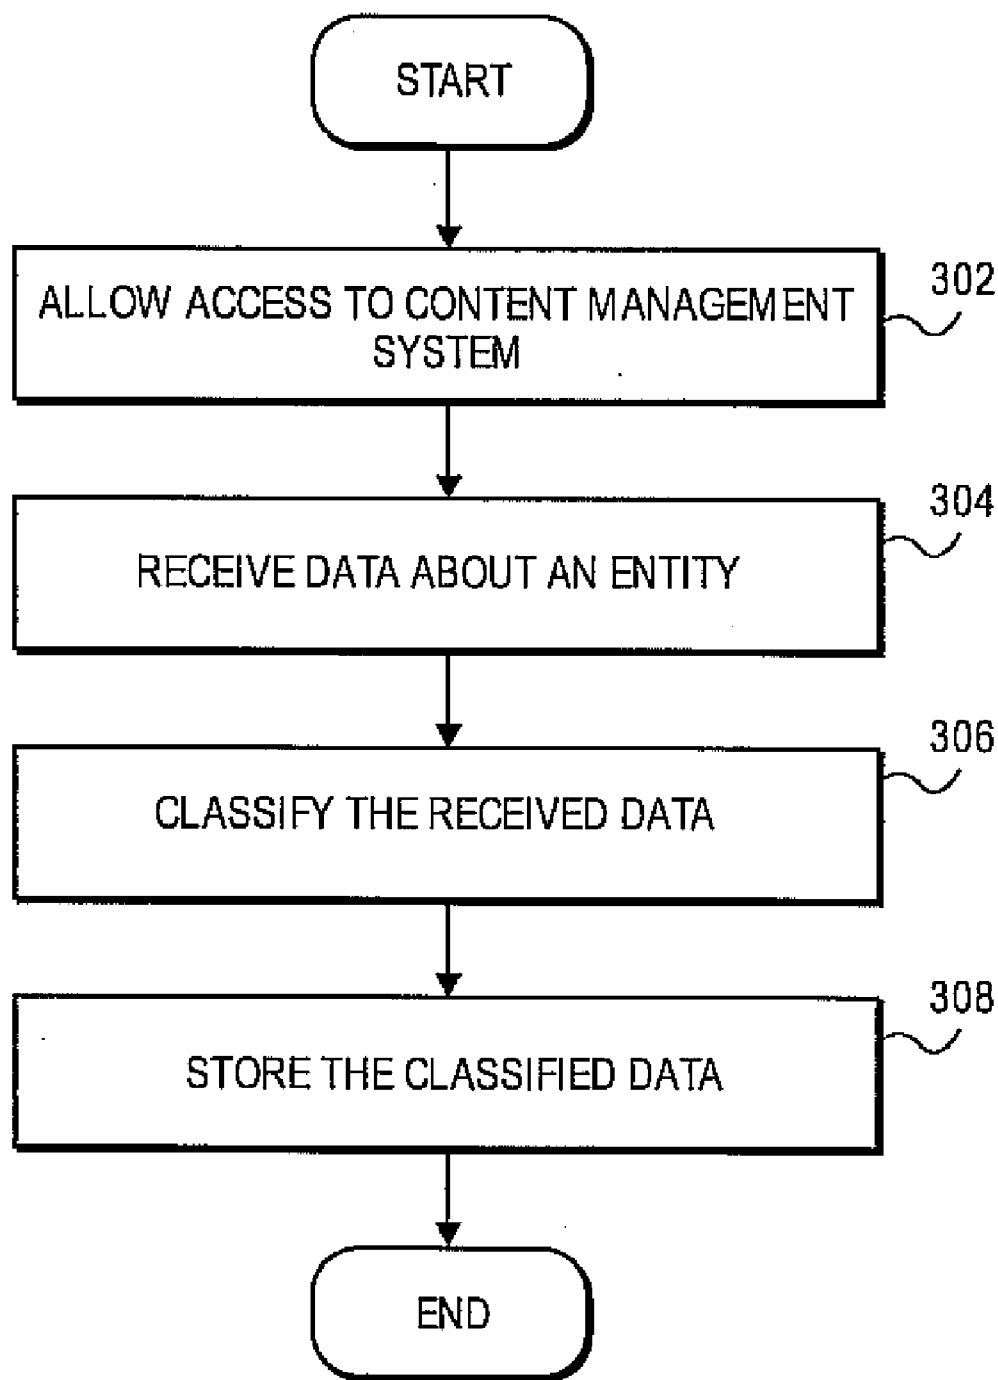 START
ALLOW ACCESS TO CONTENT MANAGEMENT
SYSTEM
302
RECEIVE DATA ABOUT AN ENTITY
304
CLASSIFY THE RECEIVED DATA
306
STORE THE CLASSIFIED DATA
308
END